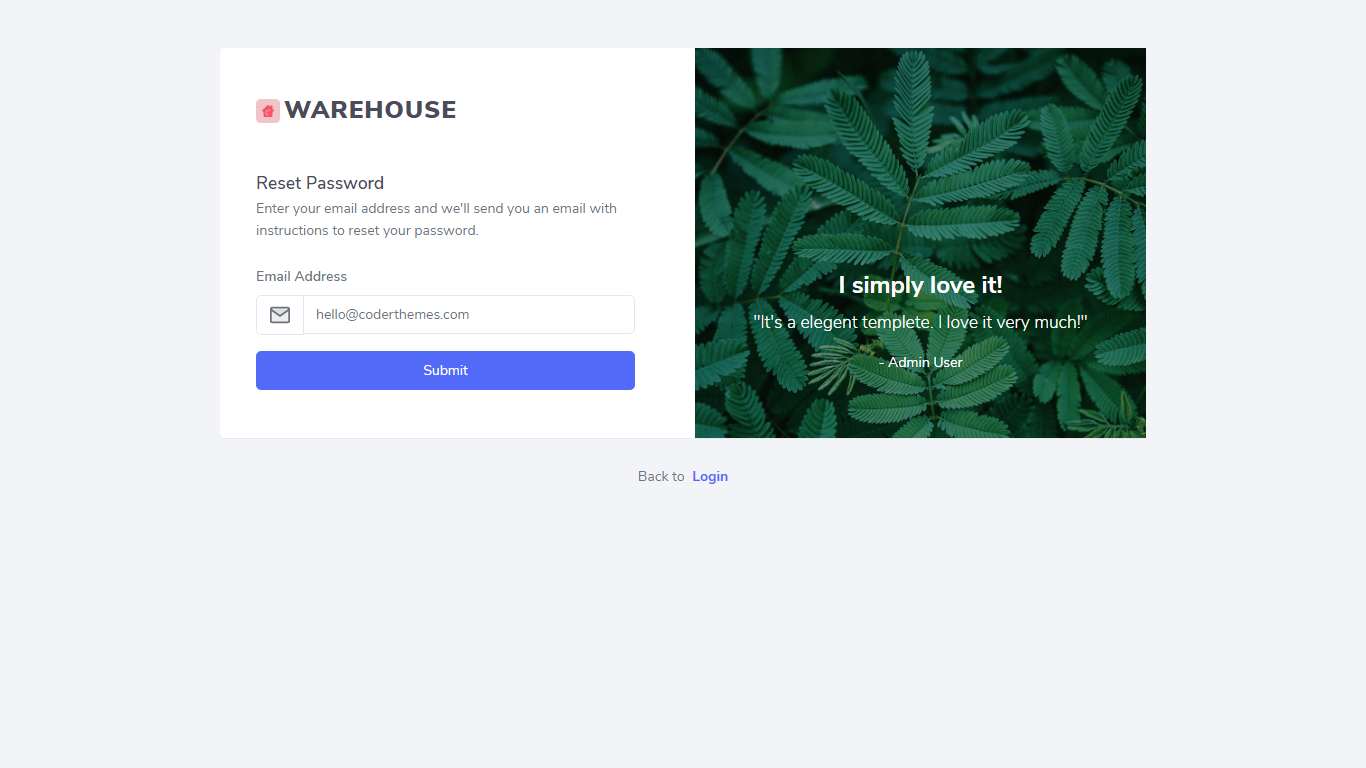 WAREHOUSE
Reset Password
Enter your email address and we'll send you an email with
instructions to reset your password.
Email Address
hello@coderthemes.com
Submit
I simply love it!
"It's a elegent templete. I love it very much!"
- Admin User
Back to Login